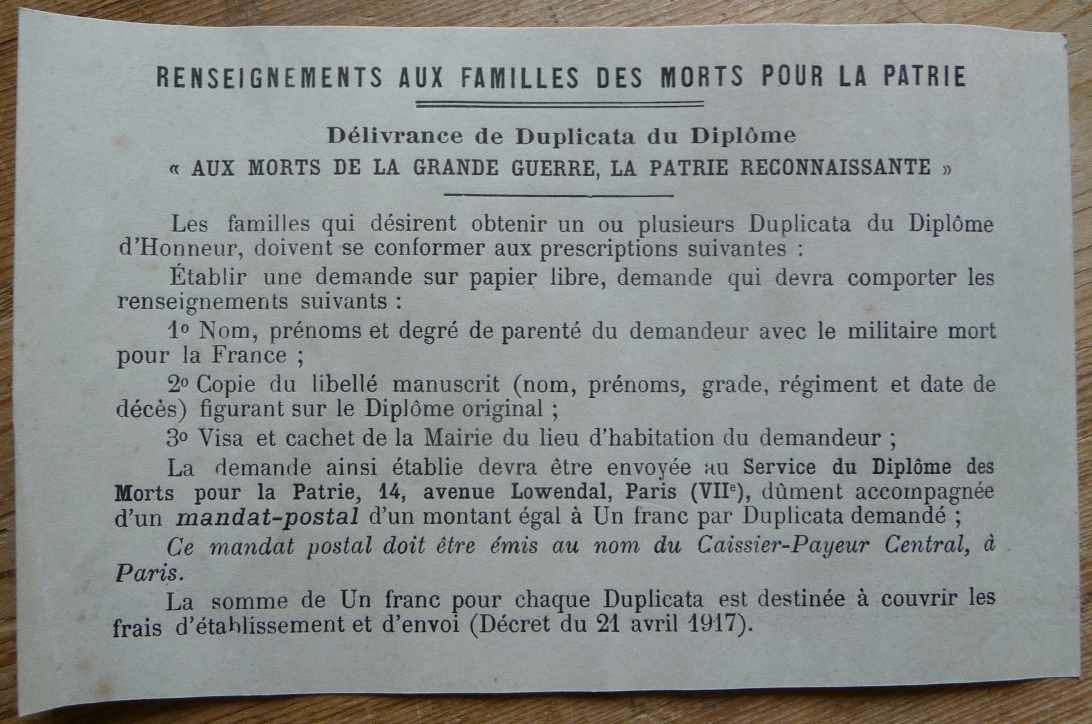 RENSEIGNEMENTS AUX FAMILLES DES MORTS POUR LA PATRIE
Délivrance de Duplicata du Diplôme
« AUX MORTS DE LA GRANDE GUERRE, LA PATRIE RECONNAISSANTE »
Les familles qui désirent obtenir un ou plusieurs Duplicata du Diplôme
d'Honneur, doivent se conformer aux prescriptions suivantes :
Établir une demande sur papier libre, demande qui devra comporter les
renseignements suivants :
1º Nom, prénoms et degré de parenté du demandeur avec le militaire mort
pour la France ;
2º Copie du libellé manuscrit (nom, prénoms, grade, régiment et date de
décès) figurant sur le Diplôme original ;
3º Visa et cachet de la Mairie du lieu d'habitation du demandeur ;
La demande ainsi établie devra être envoyée au Service du Diplôme des
Morts pour la Patrie, 14, avenue Lowendal, Paris (VIIᵉ), dûment accompagnée
d'un mandat-postal d'un montant égal à Un franc par Duplicata demandé ;
Ce mandat postal doit être émis au nom du Caissier-Payeur Central, à
Paris.
La somme de Un franc pour chaque Duplicata est destinée à couvrir les
frais d'établissement et d'envoi (Décret du 21 avril 1917).